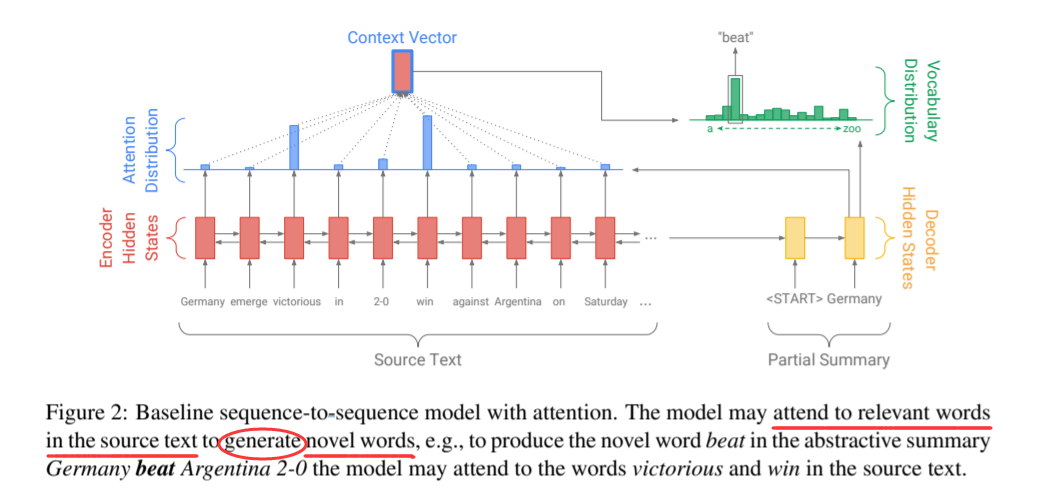 Context Vector
"beat"
Vocabulary
Distribution
a
zoo
Attention
Distribution
Encoder
Hidden
States
...
Decoder
Hidden States
Germany emerge victorious in 2-0 win against Argentina on Saturday ...
<START> Germany
Source Text
Partial Summary
Figure 2: Baseline sequence-to-sequence model with attention. The model may attend to relevant words
in the source text to generate novel words, e.g., to produce the novel word beat in the abstractive summary
Germany beat Argentina 2-0 the model may attend to the words victorious and win in the source text.